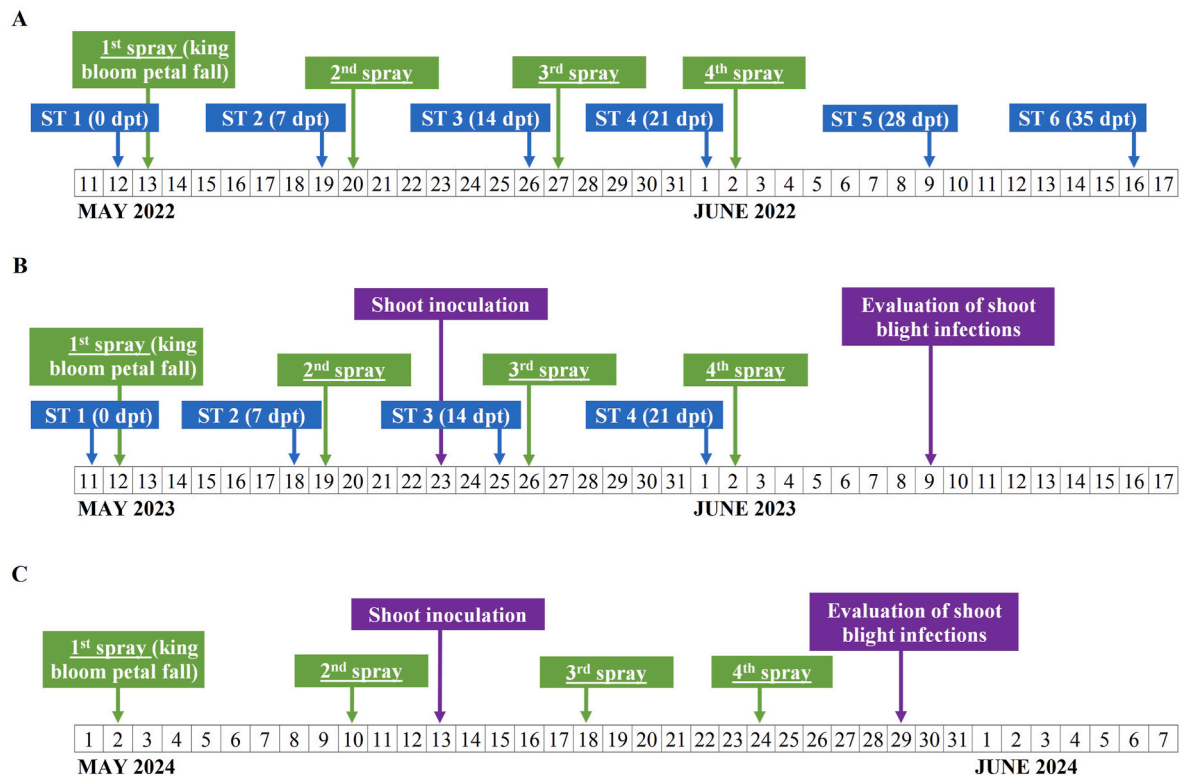 A
1st spray (king
bloom petal fall)
2nd spray
3rd spray
4th spray
ST 1 (0 dpt)
ST 2 (7 dpt)
ST 3 (14 dpt)
ST 4 (21 dpt)
ST 5 (28 dpt)
ST 6 (35 dpt)
11 12 13 14 15 16 17 18 19 20 21 22 23 24 25 26 27 28 29 30 31 1 2 3 4 5 6 7 8 9 10 11 12 13 14 15 16 17
MAY 2022
JUNE 2022
B
Shoot inoculation
Evaluation of shoot
blight infections
1st spray (king
bloom petal fall)
2nd spray
3rd spray
4th spray
ST 1 (0 dpt)
ST 2 (7 dpt)
ST 3 (14 dpt)
ST 4 (21 dpt)
11 12 13 14 15 16 17 18 19 20 21 22 23 24 25 26 27 28 29 30 31 1 2 3 4 5 6 7 8 9 10 11 12 13 14 15 16 17
MAY 2023
JUNE 2023
C
Shoot inoculation
Evaluation of shoot
blight infections
1st spray (king
bloom petal fall)
2nd spray
3rd spray
4th spray
1 2 3 4 5 6 7 8 9 10 11 12 13 14 15 16 17 18 19 20 21 22 23 24 25 26 27 28 29 30 31 1 2 3 4 5 6 7
MAY 2024
JUNE 2024